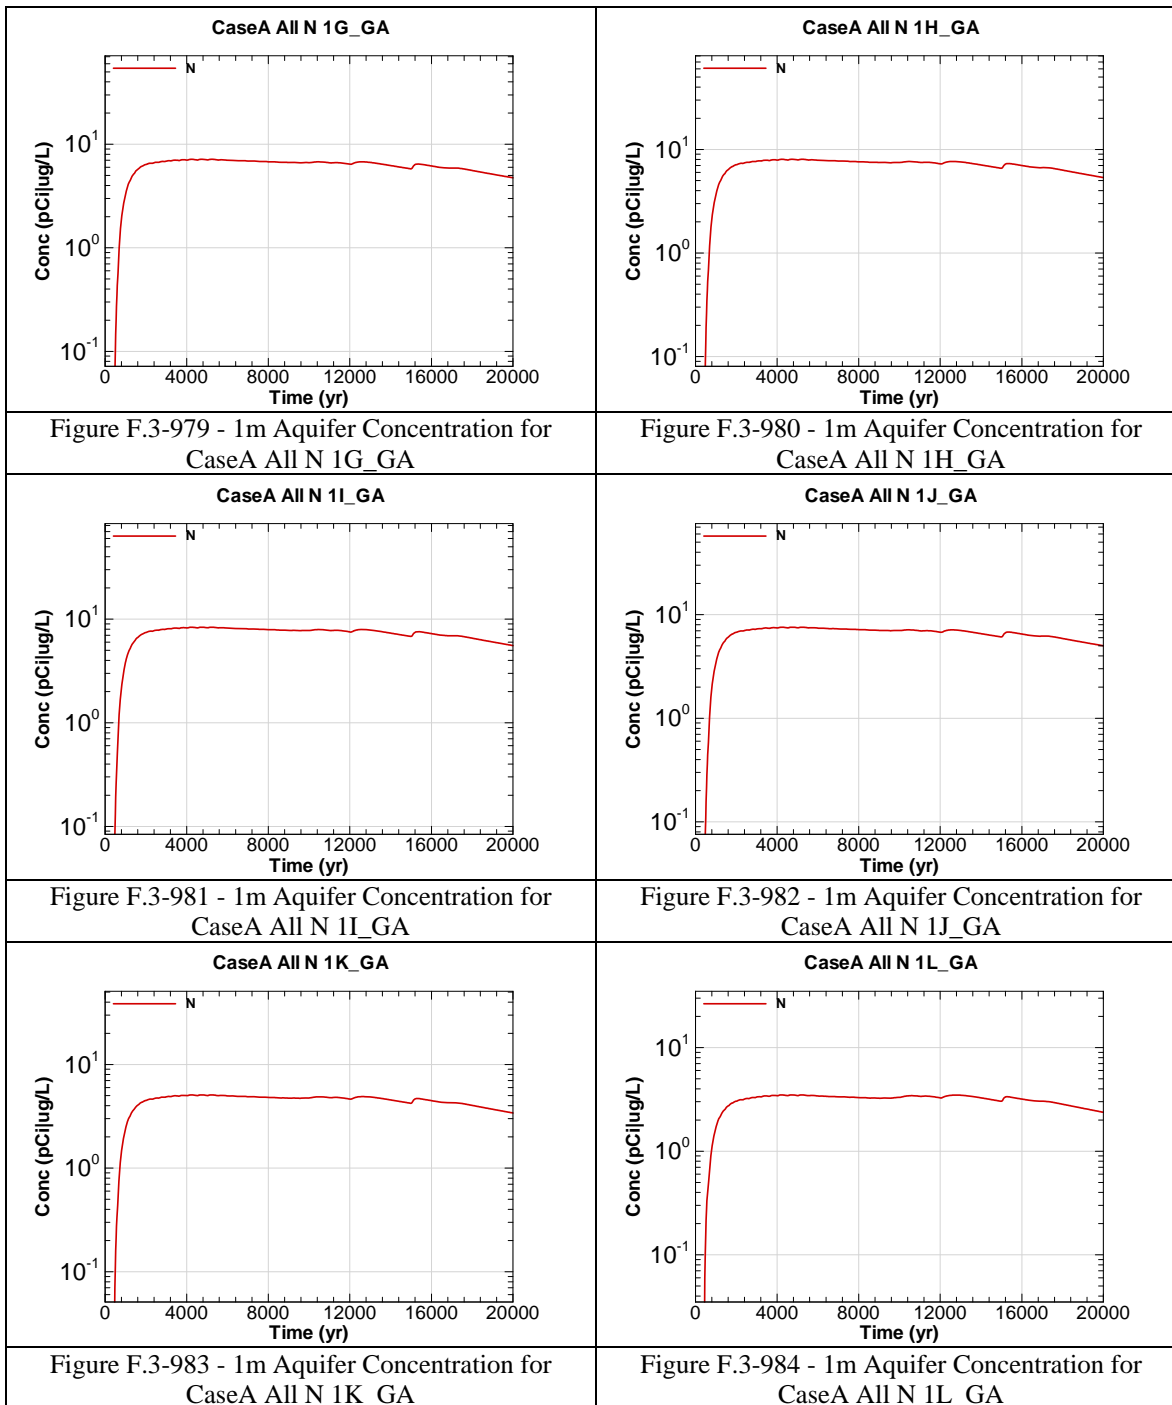 CaseA All N 1G_GA
N
Conc (pCi|ug/L)
10^1
10^0
10^-1
0 4000 8000 12000 16000 20000
Time (yr)
Figure F.3-979 - 1m Aquifer Concentration for
CaseA All N 1G_GA
CaseA All N 1H_GA
N
Conc (pCi|ug/L)
10^1
10^0
10^-1
0 4000 8000 12000 16000 20000
Time (yr)
Figure F.3-980 - 1m Aquifer Concentration for
CaseA All N 1H_GA
CaseA All N 1I_GA
N
Conc (pCi|ug/L)
10^1
10^0
10^-1
0 4000 8000 12000 16000 20000
Time (yr)
Figure F.3-981 - 1m Aquifer Concentration for
CaseA All N 1I_GA
CaseA All N 1J_GA
N
Conc (pCi|ug/L)
10^1
10^0
10^-1
0 4000 8000 12000 16000 20000
Time (yr)
Figure F.3-982 - 1m Aquifer Concentration for
CaseA All N 1J_GA
CaseA All N 1K_GA
N
Conc (pCi|ug/L)
10^1
10^0
10^-1
0 4000 8000 12000 16000 20000
Time (yr)
Figure F.3-983 - 1m Aquifer Concentration for
CaseA All N 1K_GA
CaseA All N 1L_GA
N
Conc (pCi|ug/L)
10^1
10^0
10^-1
0 4000 8000 12000 16000 20000
Time (yr)
Figure F.3-984 - 1m Aquifer Concentration for
CaseA All N 1L_GA